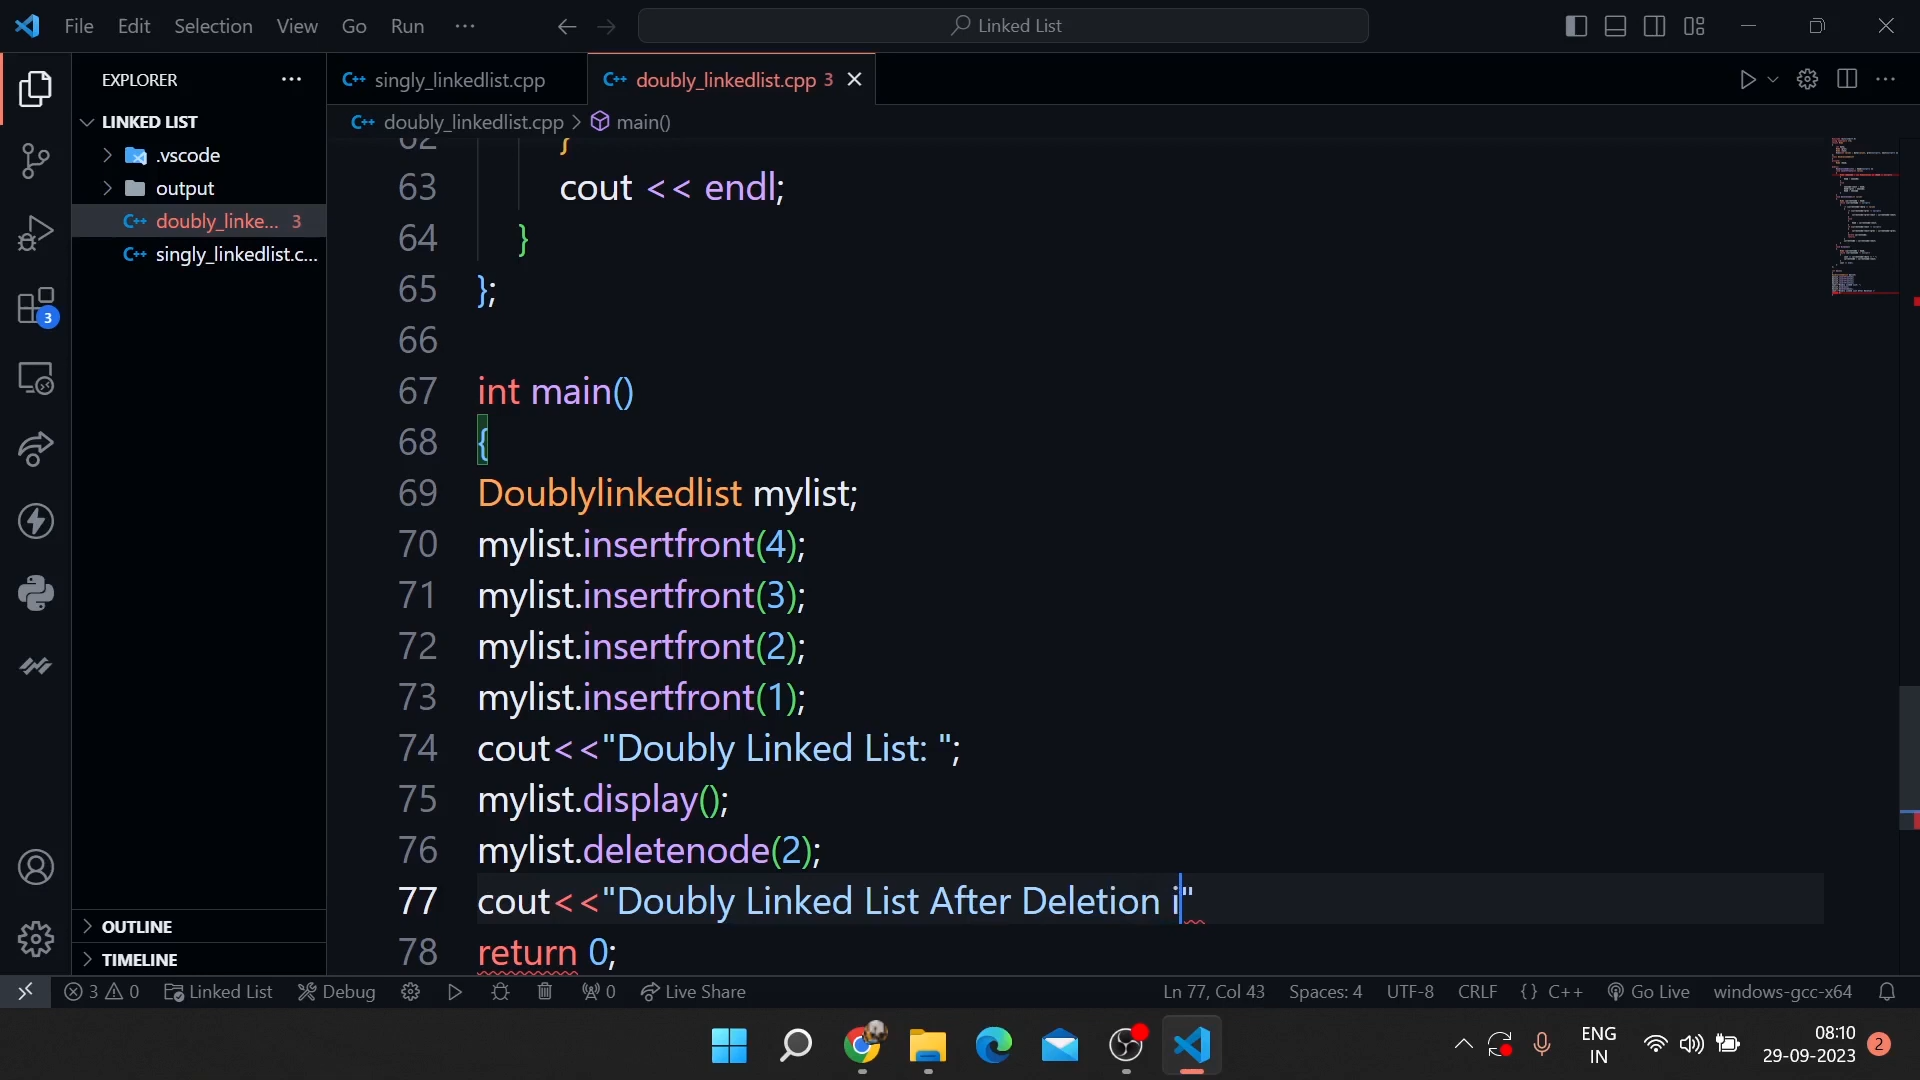 File Edit Selection View Go Run ··· Linked List
EXPLORER ···
LINKED LIST
.vscode
output
doubly_linke... 3
singly_linkedlist.c...
3
OUTLINE
TIMELINE
singly_linkedlist.cpp
doubly_linkedlist.cpp 3
doubly_linkedlist.cpp > main()
62 }
63 cout << endl;
64 }
65 };
66
67 int main()
68 {
69 Doublylinkedlist mylist;
70 mylist.insertfront(4);
71 mylist.insertfront(3);
72 mylist.insertfront(2);
73 mylist.insertfront(1);
74 cout<<"Doubly Linked List: ";
75 mylist.display();
76 mylist.deletenode(2);
77 cout<<"Doubly Linked List After Deletion i"
78 return 0;
3 0 Linked List Debug 0 Live Share Ln 77, Col 43 Spaces: 4 UTF-8 CRLF {} C++ Go Live windows-gcc-x64
ENG
IN
08:10
29-09-2023
2